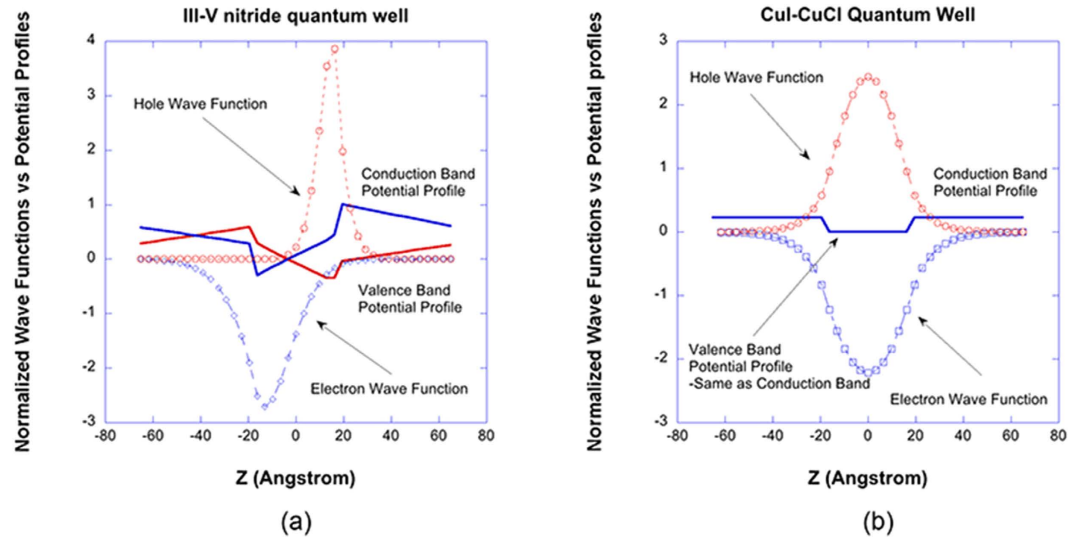 III-V nitride quantum well
Normalized Wave Functions vs Potential Profiles
4
3
2
1
0
-1
-2
-3
-80
-60
-40
-20
0
20
40
60
80
Hole Wave Function
Conduction Band
Potential Profile
Valence Band
Potential Profile
Electron Wave Function
Z (Angstrom)
(a)
CuI-CuCl Quantum Well
Normalized Wave Functions vs Potential profiles
3
2
1
0
-1
-2
-3
-80
-60
-40
-20
0
20
40
60
80
Hole Wave Function
Conduction Band
Potential Profile
Valence Band
Potential Profile
-Same as Conduction Band
Electron Wave Function
Z (Angstrom)
(b)